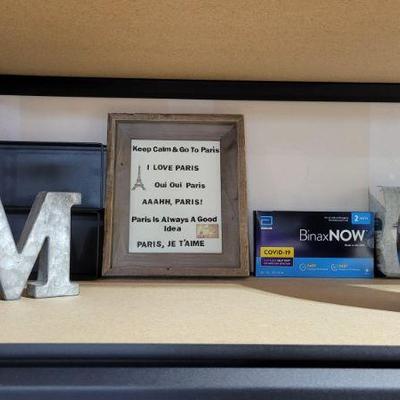 Keep Calm & Go To Paris
I LOVE PARIS
Oui Oui Paris
AAAHH, PARIS!
Paris Is Always A Good
Idea
PARIS, JE T'AIME
M
2
BinaxNOW
COVID-19